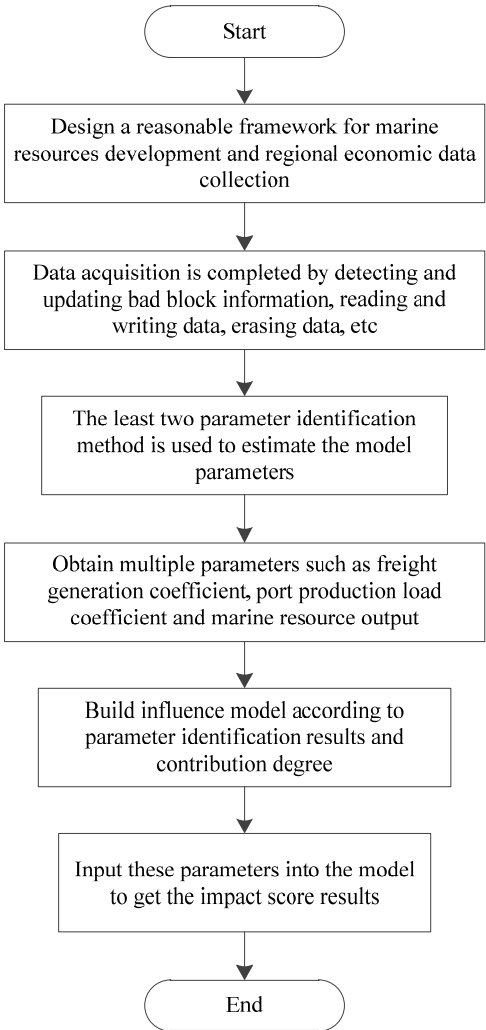 Start
Design a reasonable framework for marine
resources development and regional economic data
collection
Data acquisition is completed by detecting and
updating bad block information, reading and
writing data, erasing data, etc
The least two parameter identification
method is used to estimate the model
parameters
Obtain multiple parameters such as freight
generation coefficient, port production load
coefficient and marine resource output
Build influence model according to
parameter identification results and
contribution degree
Input these parameters into the model
to get the impact score results
End